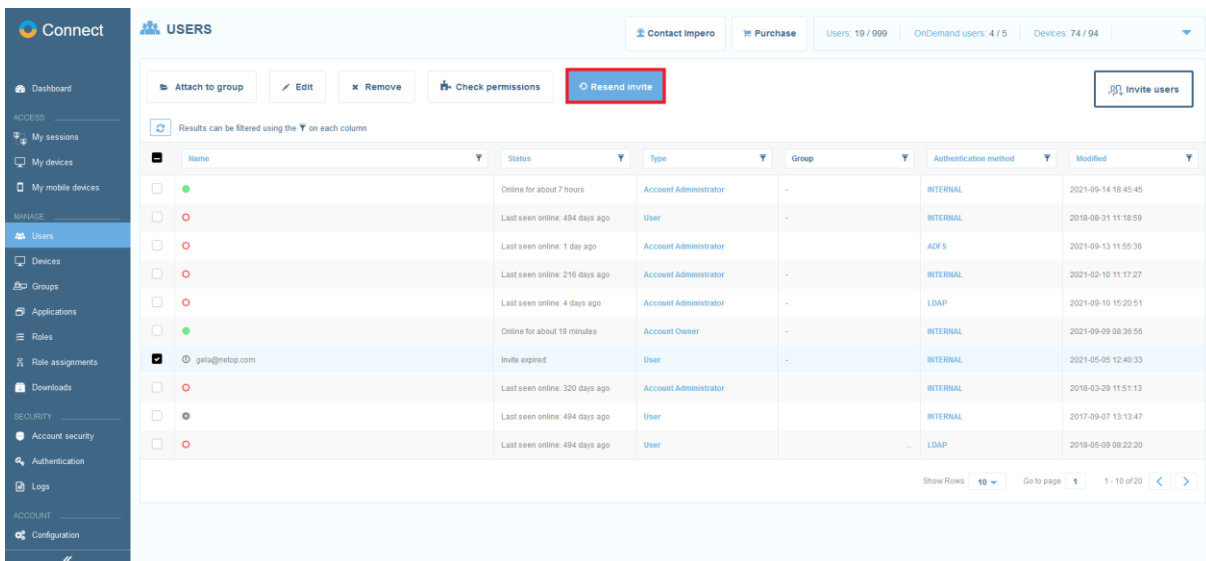 Connect
USERS
Contact Impero
Purchase
Users: 19 / 999
OnDemand users: 4 / 5
Devices: 74 / 94
Dashboard
ACCESS
My sessions
My devices
My mobile devices
MANAGE
Users
Devices
Groups
Applications
Roles
Role assignments
Downloads
SECURITY
Account security
Authentication
Logs
ACCOUNT
Configuration
Attach to group
Edit
Remove
Check permissions
Resend invite
Invite users
Results can be filtered using the on each column
Name Status Type Group Authentication method Modified
Online for about 7 hours Account Administrator - INTERNAL 2021-09-14 18:45:45
Last seen online: 494 days ago User - INTERNAL 2018-08-31 11:18:59
Last seen online: 1 day ago Account Administrator ADFS 2021-09-13 11:55:36
Last seen online: 216 days ago Account Administrator - INTERNAL 2021-02-10 11:17:27
Last seen online: 4 days ago Account Administrator - LDAP 2021-09-10 15:20:51
Online for about 19 minutes Account Owner - INTERNAL 2021-09-09 08:36:56
gela@netop.com Invite expired User - INTERNAL 2021-05-05 12:40:33
Last seen online: 320 days ago Account Administrator INTERNAL 2018-03-29 11:51:13
Last seen online: 494 days ago User INTERNAL 2017-09-07 13:13:47
Last seen online: 494 days ago User ... LDAP 2018-05-09 08:22:20
Show Rows 10 Go to page 1 1 - 10 of 20